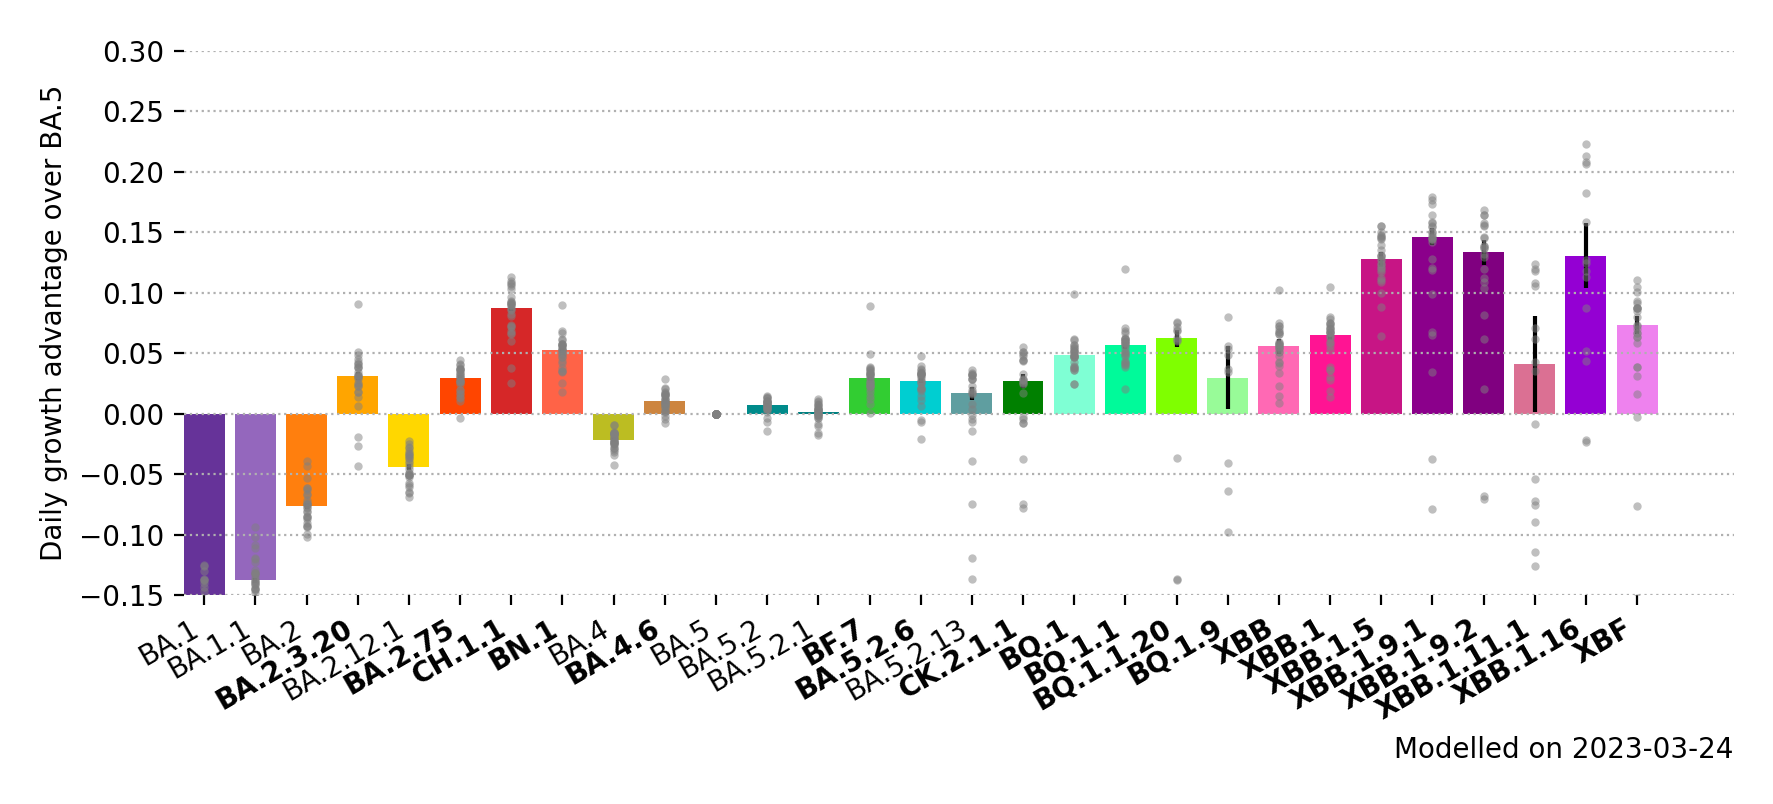 Daily growth advantage over BA.5
0.30
0.25
0.20
0.15
0.10
0.05
0.00
−0.05
−0.10
−0.15
BA.1
BA.1.1
BA.2
BA.2.3.20
BA.2.12.1
BA.2.75
CH.1.1
BN.1
BA.4
BA.4.6
BA.5
BA.5.2
BA.5.2.1
BF.7
BA.5.2.6
BA.5.2.13
CK.2.1.1
BQ.1
BQ.1.1
BQ.1.1.20
BQ.1.9
XBB
XBB.1
XBB.1.5
XBB.1.9.1
XBB.1.9.2
XBB.1.11.1
XBB.1.16
XBF
Modelled on 2023-03-24